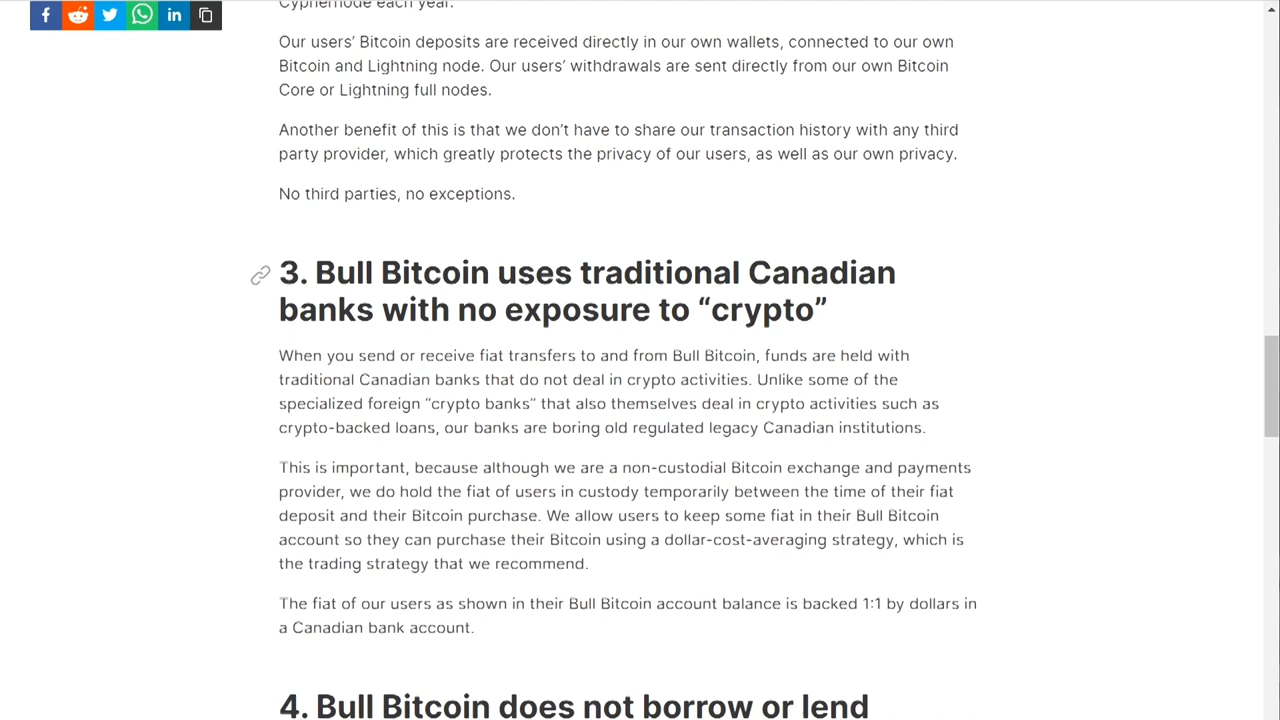 Cyphernode each year.
Our users’ Bitcoin deposits are received directly in our own wallets, connected to our own
Bitcoin and Lightning node. Our users’ withdrawals are sent directly from our own Bitcoin
Core or Lightning full nodes.
Another benefit of this is that we don’t have to share our transaction history with any third
party provider, which greatly protects the privacy of our users, as well as our own privacy.
No third parties, no exceptions.
3. Bull Bitcoin uses traditional Canadian
banks with no exposure to “crypto”
When you send or receive fiat transfers to and from Bull Bitcoin, funds are held with
traditional Canadian banks that do not deal in crypto activities. Unlike some of the
specialized foreign “crypto banks” that also themselves deal in crypto activities such as
crypto-backed loans, our banks are boring old regulated legacy Canadian institutions.
This is important, because although we are a non-custodial Bitcoin exchange and payments
provider, we do hold the fiat of users in custody temporarily between the time of their fiat
deposit and their Bitcoin purchase. We allow users to keep some fiat in their Bull Bitcoin
account so they can purchase their Bitcoin using a dollar-cost-averaging strategy, which is
the trading strategy that we recommend.
The fiat of our users as shown in their Bull Bitcoin account balance is backed 1:1 by dollars in
a Canadian bank account.
4. Bull Bitcoin does not borrow or lend